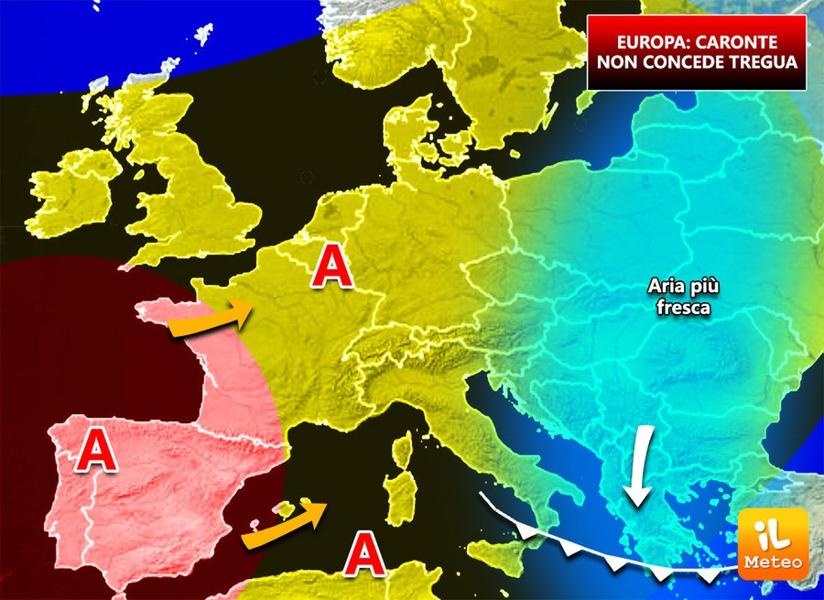 EUROPA: CARONTE
NON CONCEDE TREGUA
A
Aria più
fresca
A
A
iL
Meteo